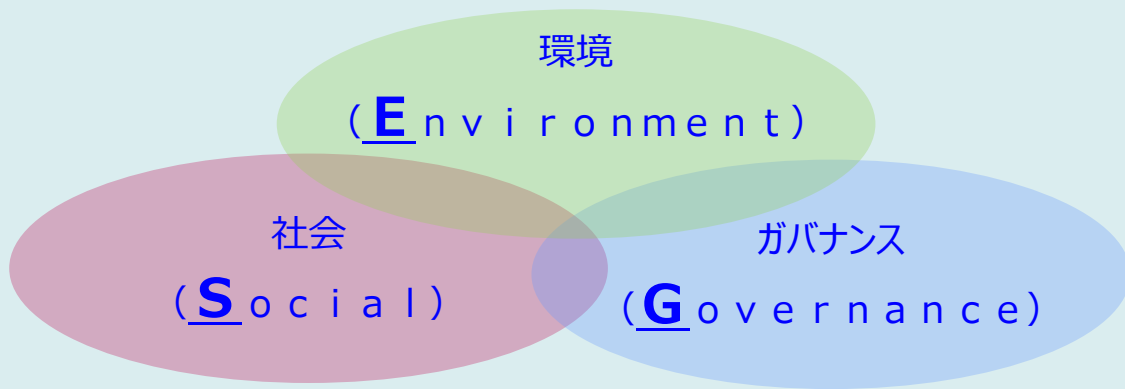 環境
（Ｅｎｖｉｒｏｎｍｅｎｔ）
社会
（Ｓｏｃｉａｌ）
ガバナンス
（Ｇｏｖｅｒｎａｎｃｅ）